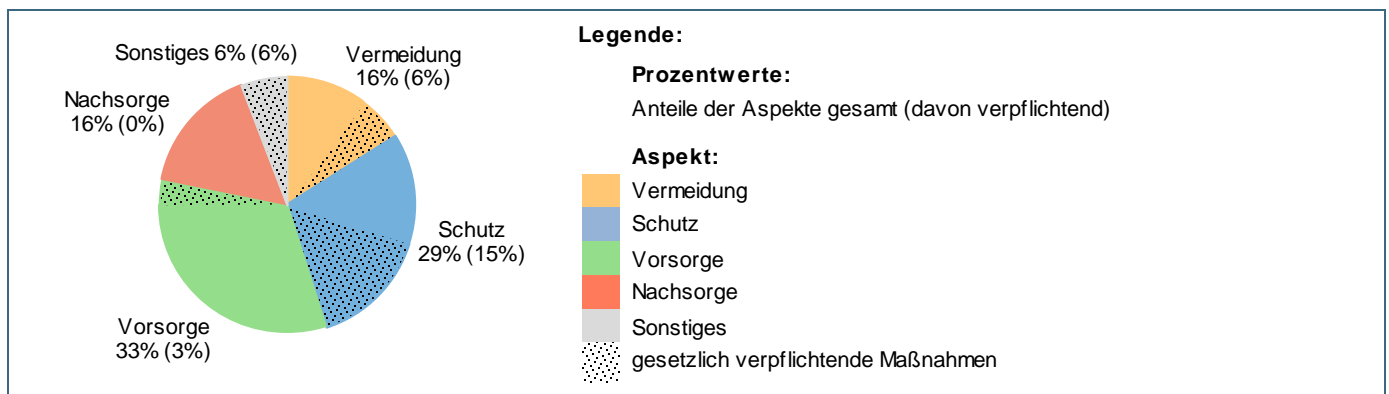 Sonstiges 6% (6%)
Vermeidung
16% (6%)
Nachsorge
16% (0%)
Schutz
29% (15%)
Vorsorge
33% (3%)
Legende:
Prozentwerte:
Anteile der Aspekte gesamt (davon verpflichtend)
Aspekt:
Vermeidung
Schutz
Vorsorge
Nachsorge
Sonstiges
gesetzlich verpflichtende Maßnahmen